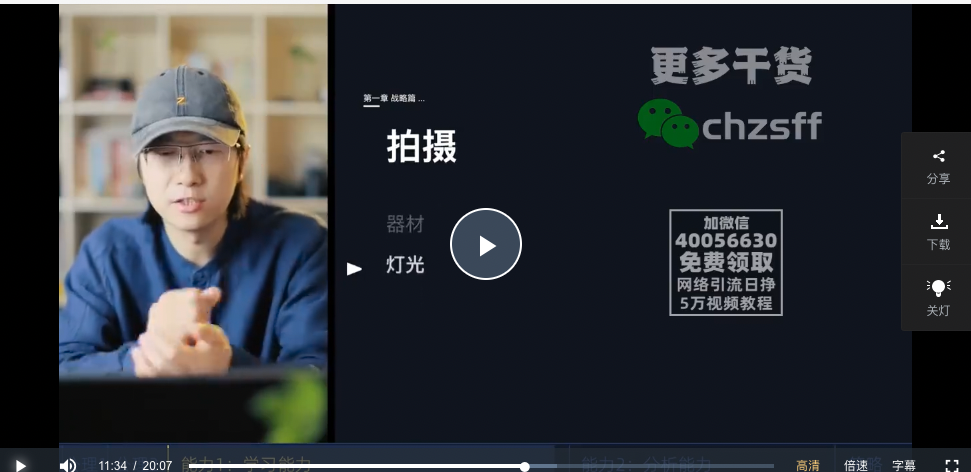 更多干货
第一章 战略篇 ...
chzsff
拍摄
分享
加微信
器材
40056630
下载
灯光
免费领取
网络引流日挣
5万视频教程
关灯
能力1：学习能力
能力2：分析能力
11:34 / 20:07
高清
倍速
字幕